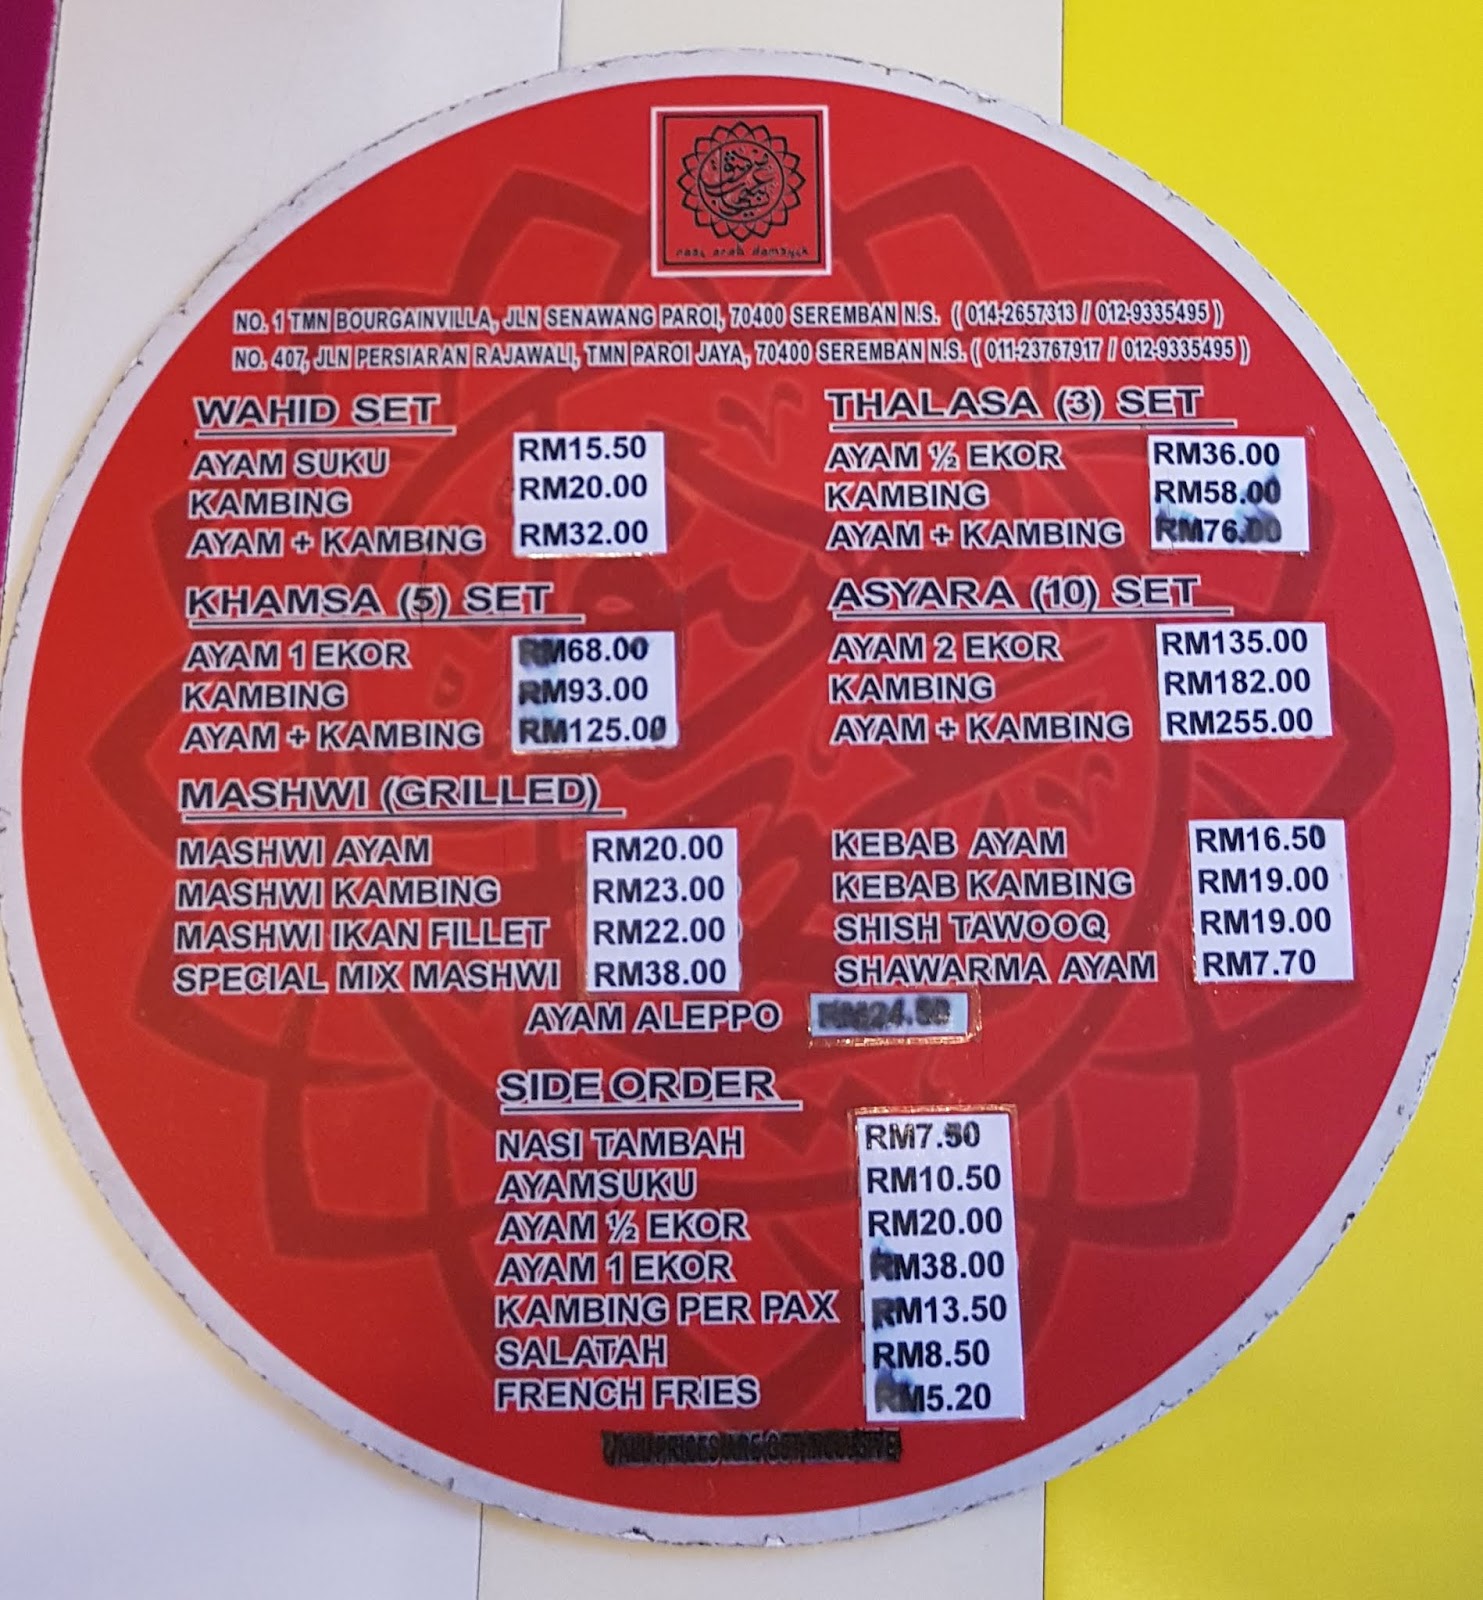 nasi arab damsyik
NO. 1 TMN BOURGAINVILLA, JLN SENAWANG PAROI, 70400 SEREMBAN N.S. ( 014-2657313 / 012-9335495 )
NO. 407, JLN PERSIARAN RAJAWALI, TMN PAROI JAYA, 70400 SEREMBAN N.S. ( 011-23767917 / 012-9335495 )
WAHID SET
AYAM SUKU RM15.50
KAMBING RM20.00
AYAM + KAMBING RM32.00
THALASA (3) SET
AYAM ½ EKOR RM36.00
KAMBING RM58.00
AYAM + KAMBING RM76.00
KHAMSA (5) SET
AYAM 1 EKOR RM68.00
KAMBING RM93.00
AYAM + KAMBING RM125.00
ASYARA (10) SET
AYAM 2 EKOR RM135.00
KAMBING RM182.00
AYAM + KAMBING RM255.00
MASHWI (GRILLED)
MASHWI AYAM RM20.00
MASHWI KAMBING RM23.00
MASHWI IKAN FILLET RM22.00
SPECIAL MIX MASHWI RM38.00
KEBAB AYAM RM16.50
KEBAB KAMBING RM19.00
SHISH TAWOOQ RM19.00
SHAWARMA AYAM RM7.70
AYAM ALEPPO RM24.50
SIDE ORDER
NASI TAMBAH RM7.50
AYAMSUKU RM10.50
AYAM ½ EKOR RM20.00
AYAM 1 EKOR RM38.00
KAMBING PER PAX RM13.50
SALATAH RM8.50
FRENCH FRIES RM5.20